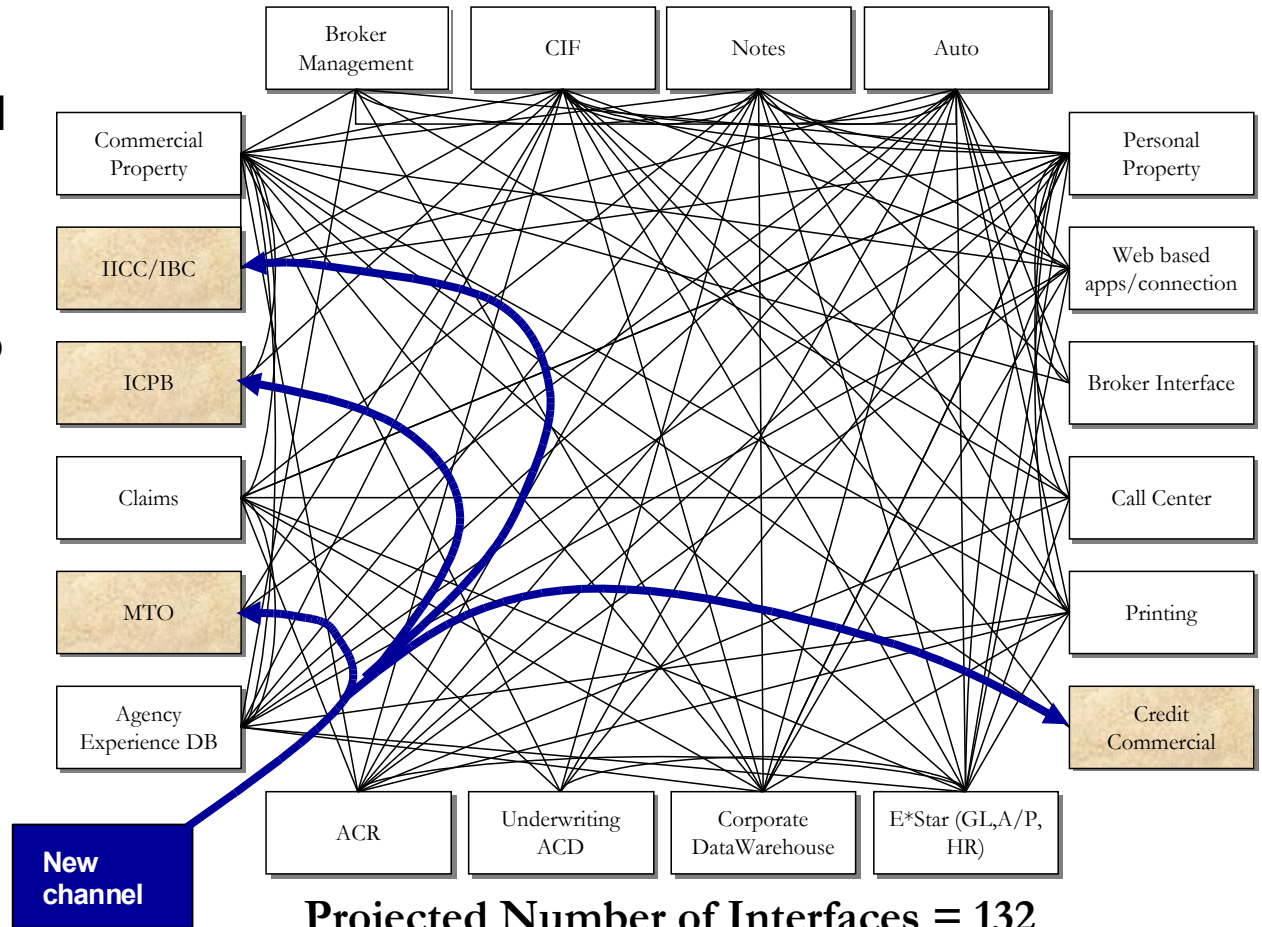 Broker
Management
CIF
Notes
Auto
Commercial
Property
Personal
Property
IICC/IBC
Web based
apps/connection
ICPB
Broker Interface
Claims
Call Center
MTO
Printing
Agency
Experience DB
Credit
Commercial
ACR
Underwriting
ACD
Corporate
DataWarehouse
E*Star (GL,A/P,
HR)
New
channel
Projected Number of Interfaces = 132